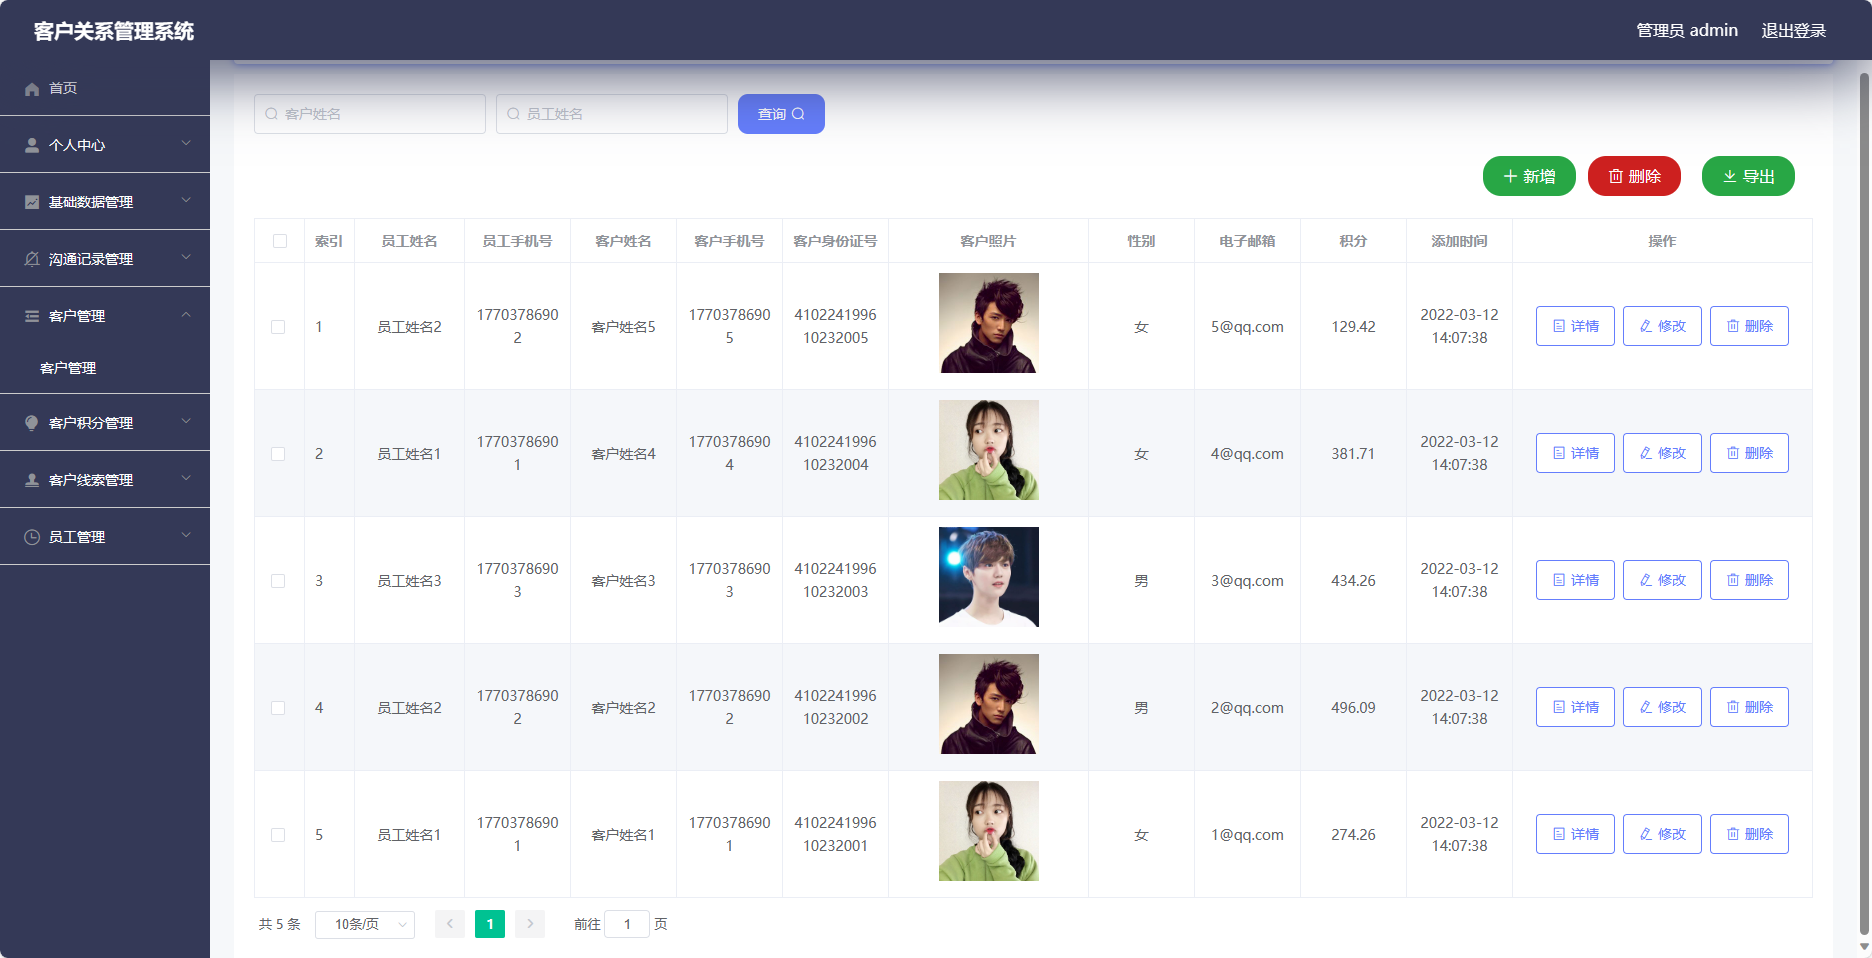 客户关系管理系统
管理员 admin 退出登录
首页
个人中心
基础数据管理
沟通记录管理
客户管理
客户管理
客户积分管理
客户线索管理
员工管理
客户姓名 员工姓名 查询
新增 删除 导出
索引 员工姓名 员工手机号 客户姓名 客户手机号 客户身份证号 客户照片 性别 电子邮箱 积分 添加时间 操作
1 员工姓名2 17703786902 客户姓名5 17703786905 410224199610232005 女 5@qq.com 129.42 2022-03-12 14:07:38 详情 修改 删除
2 员工姓名1 17703786901 客户姓名4 17703786904 410224199610232004 女 4@qq.com 381.71 2022-03-12 14:07:38 详情 修改 删除
3 员工姓名3 17703786903 客户姓名3 17703786903 410224199610232003 男 3@qq.com 434.26 2022-03-12 14:07:38 详情 修改 删除
4 员工姓名2 17703786902 客户姓名2 17703786902 410224199610232002 男 2@qq.com 496.09 2022-03-12 14:07:38 详情 修改 删除
5 员工姓名1 17703786901 客户姓名1 17703786901 410224199610232001 女 1@qq.com 274.26 2022-03-12 14:07:38 详情 修改 删除
共 5 条 10条/页 1 前往 1 页